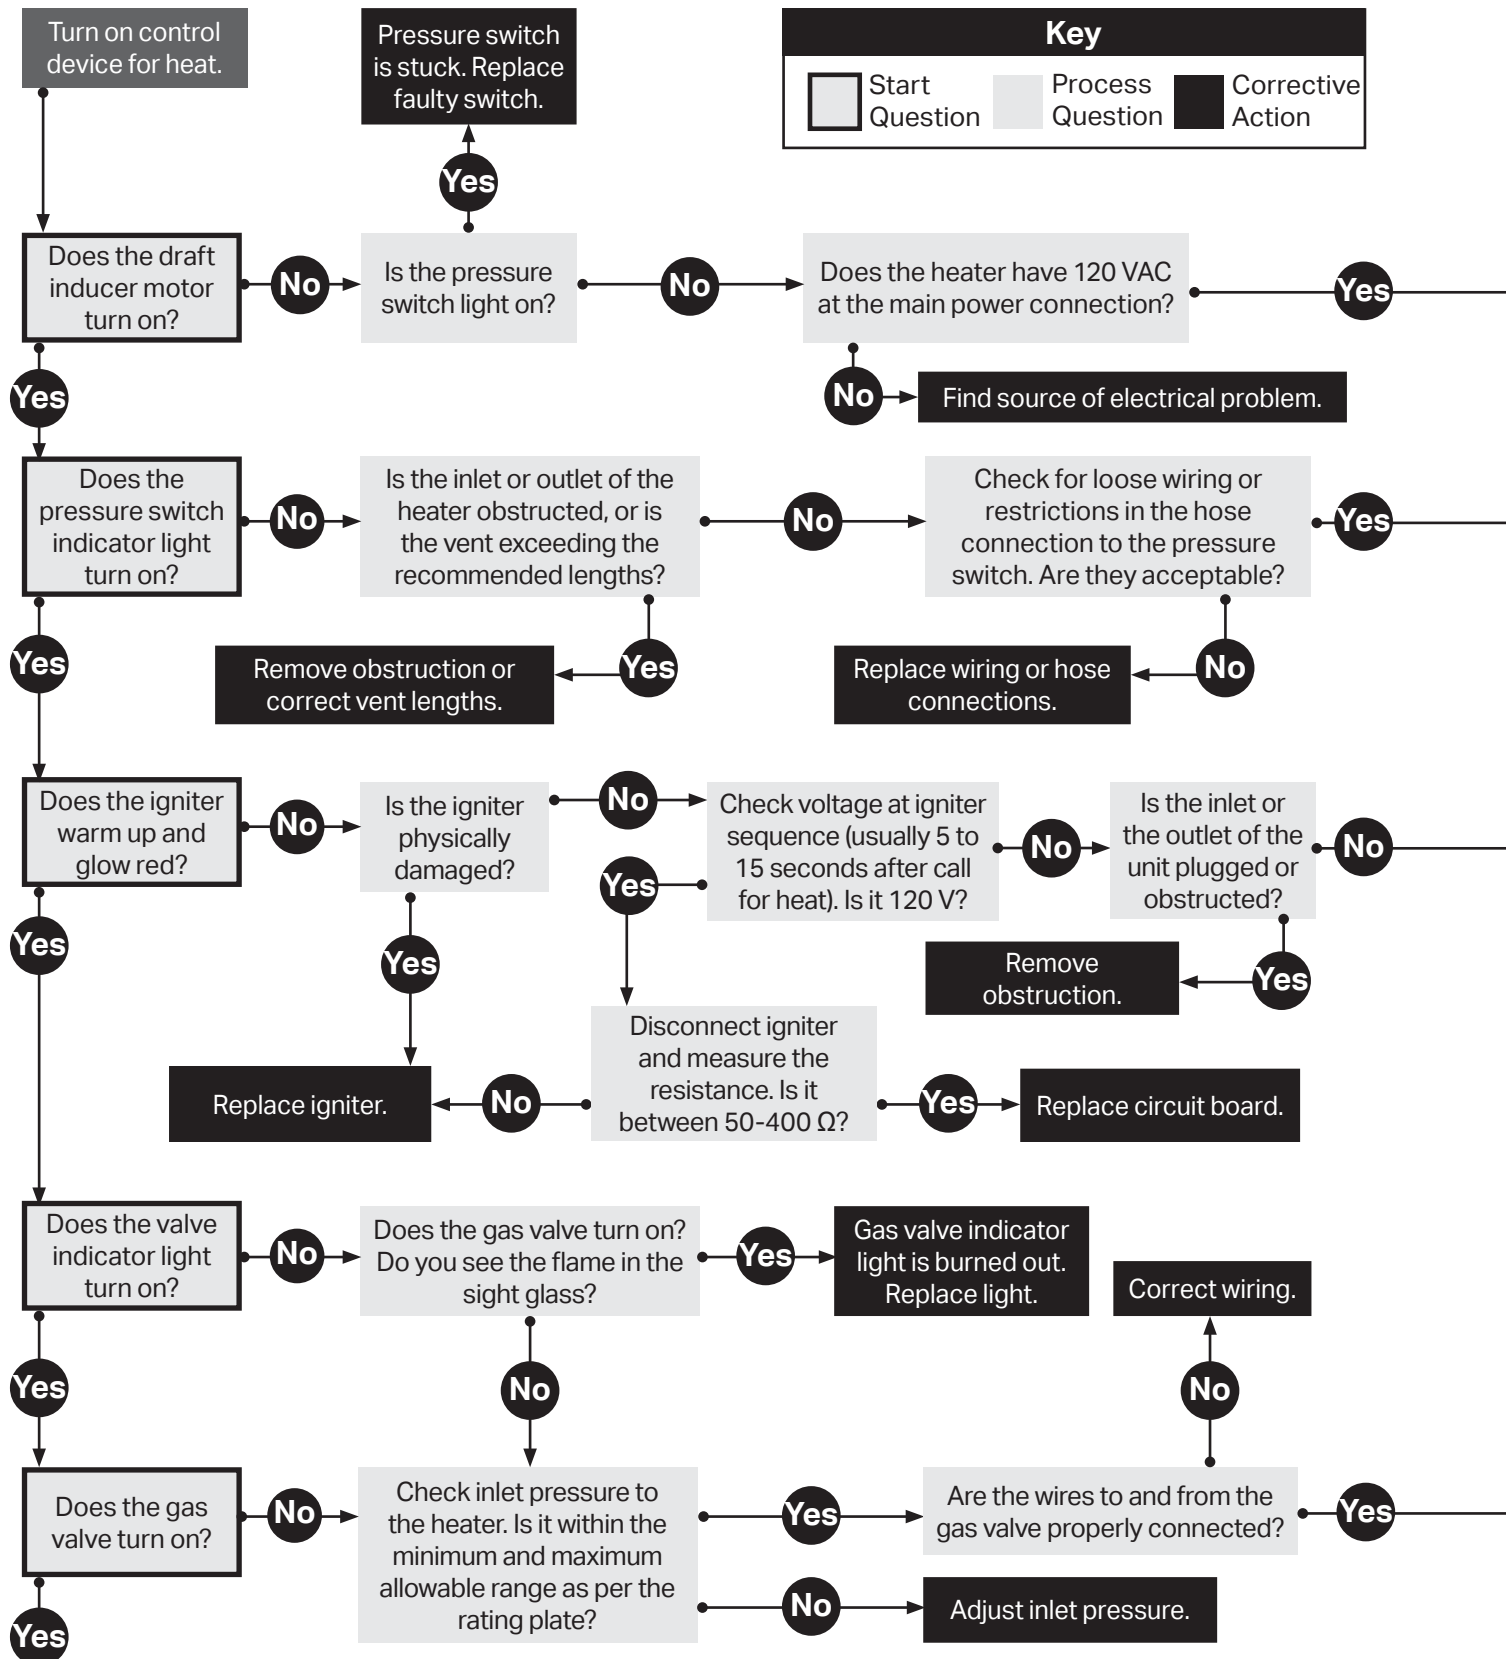 Turn on control
device for heat.
Pressure switch
is stuck. Replace
faulty switch.
Key
Start
Question
Process
Question
Corrective
Action
Yes
Does the draft
inducer motor
turn on?
No
Is the pressure
switch light on?
No
Does the heater have 120 VAC
at the main power connection?
Yes
Yes
No
Find source of electrical problem.
Does the
pressure switch
indicator light
turn on?
No
Is the inlet or outlet of the
heater obstructed, or is
the vent exceeding the
recommended lengths?
No
Check for loose wiring or
restrictions in the hose
connection to the pressure
switch. Are they acceptable?
Yes
Yes
Remove obstruction or
correct vent lengths.
Yes
Replace wiring or hose
connections.
No
Does the igniter
warm up and
glow red?
No
Is the igniter
physically
damaged?
No
Check voltage at igniter
sequence (usually 5 to
15 seconds after call
for heat). Is it 120 V?
No
Is the inlet or
the outlet of the
unit plugged or
obstructed?
No
Yes
Yes
Yes
Remove
obstruction.
Yes
Disconnect igniter
and measure the
resistance. Is it
between 50-400 Ω?
Replace igniter.
No
Yes
Replace circuit board.
Does the valve
indicator light
turn on?
No
Does the gas valve turn on?
Do you see the flame in the
sight glass?
Yes
Gas valve indicator
light is burned out.
Replace light.
Correct wiring.
Yes
No
No
Does the gas
valve turn on?
No
Check inlet pressure to
the heater. Is it within the
minimum and maximum
allowable range as per the
rating plate?
Yes
Are the wires to and from the
gas valve properly connected?
Yes
No
Adjust inlet pressure.
Yes